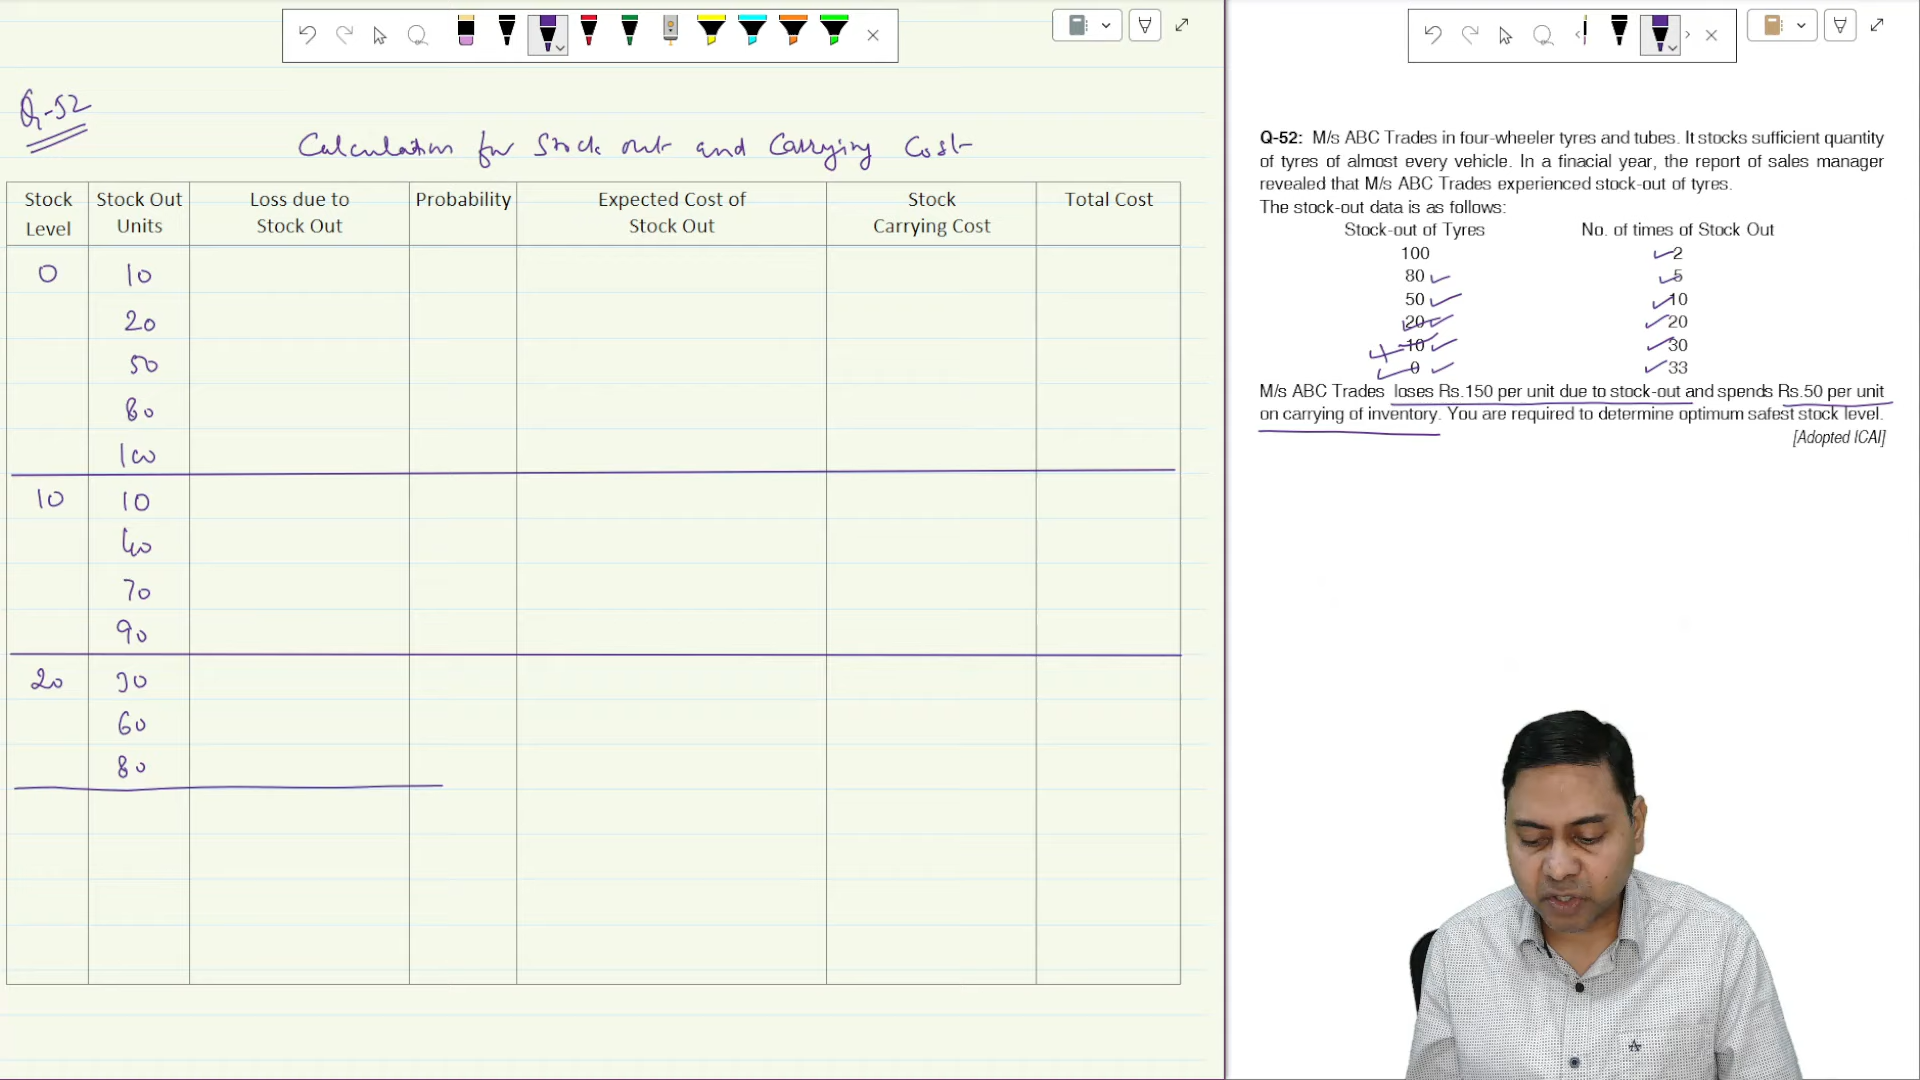 Q-52
Calculation for Stock out and Carrying Cost
Stock Level | Stock Out Units | Loss due to Stock Out | Probability | Expected Cost of Stock Out | Stock Carrying Cost | Total Cost
0 10
20
50
80
100
10 10
40
70
90
20 30
60
80
Q-52: M/s ABC Trades in four-wheeler tyres and tubes. It stocks sufficient quantity
of tyres of almost every vehicle. In a finacial year, the report of sales manager
revealed that M/s ABC Trades experienced stock-out of tyres.
The stock-out data is as follows:
Stock-out of Tyres No. of times of Stock Out
100 2
80 5
50 10
20 20
10 30
0 33
M/s ABC Trades loses Rs.150 per unit due to stock-out and spends Rs.50 per unit
on carrying of inventory. You are required to determine optimum safest stock level.
[Adopted ICAI]